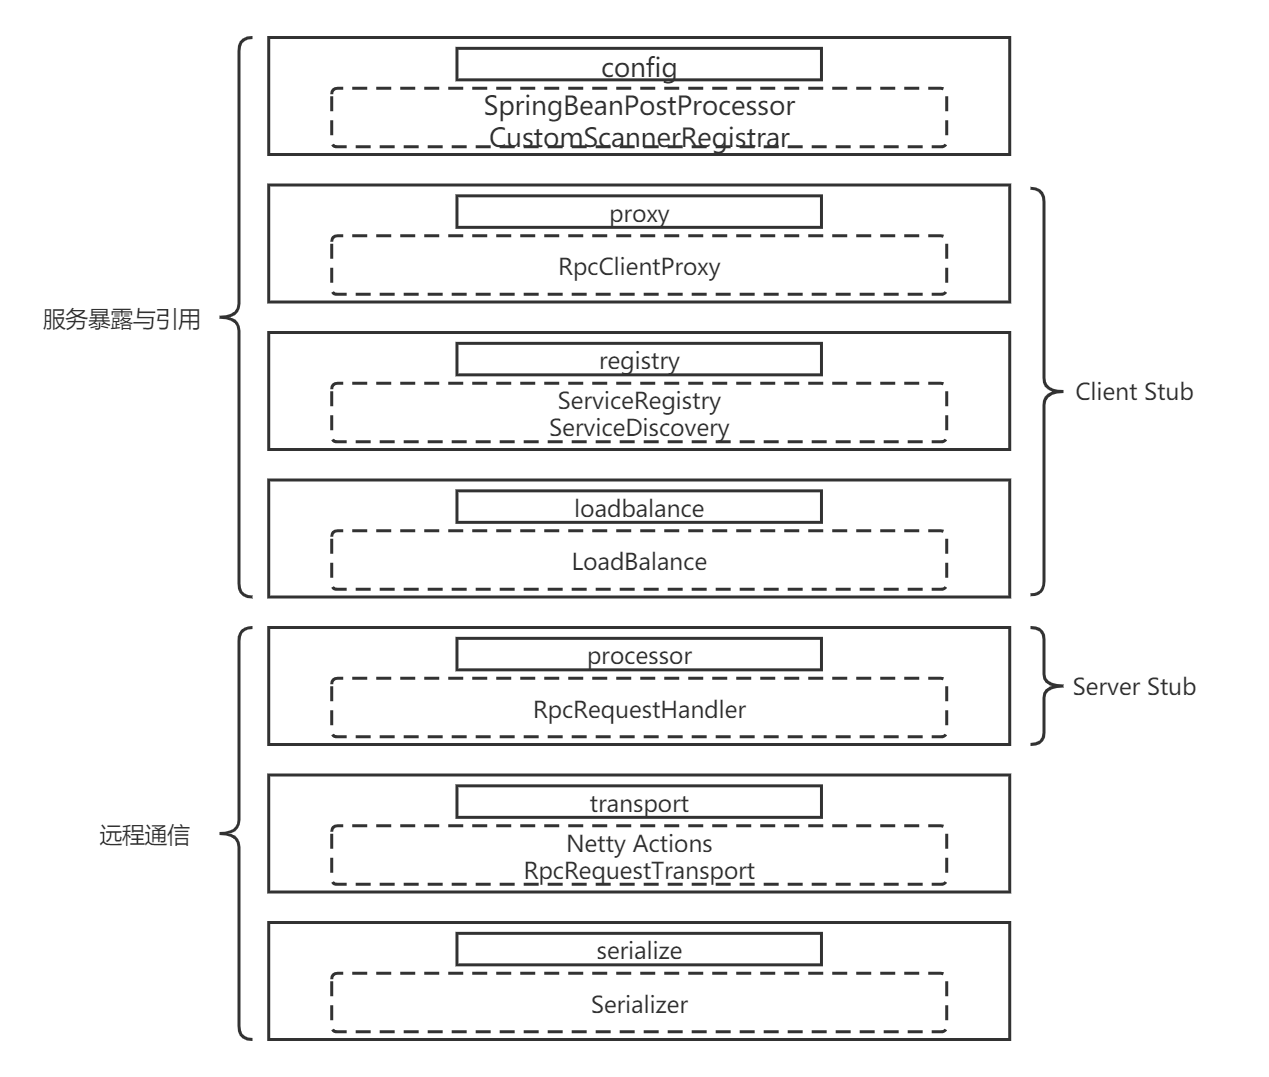 config
SpringBeanPostProcessor
CustomScannerRegistrar
proxy
RpcClientProxy
服务暴露与引用
registry
ServiceRegistry
ServiceDiscovery
Client Stub
loadbalance
LoadBalance
processor
RpcRequestHandler
Server Stub
transport
Netty Actions
RpcRequestTransport
远程通信
serialize
Serializer